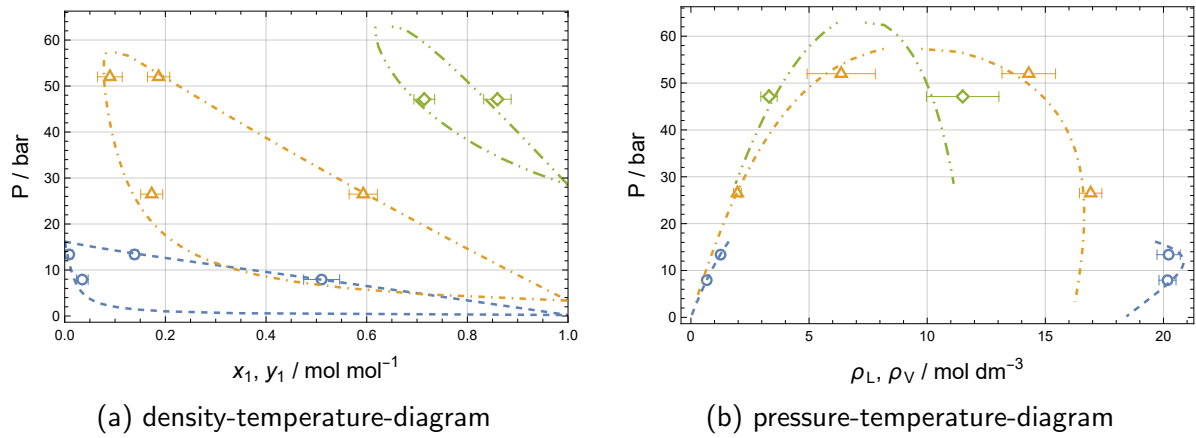 P / bar
60
50
40
30
20
10
0
0.0 0.2 0.4 0.6 0.8 1.0
x₁, y₁ / mol mol⁻¹
(a) density-temperature-diagram
P / bar
60
50
40
30
20
10
0
0 5 10 15 20
ρL, ρV / mol dm⁻³
(b) pressure-temperature-diagram